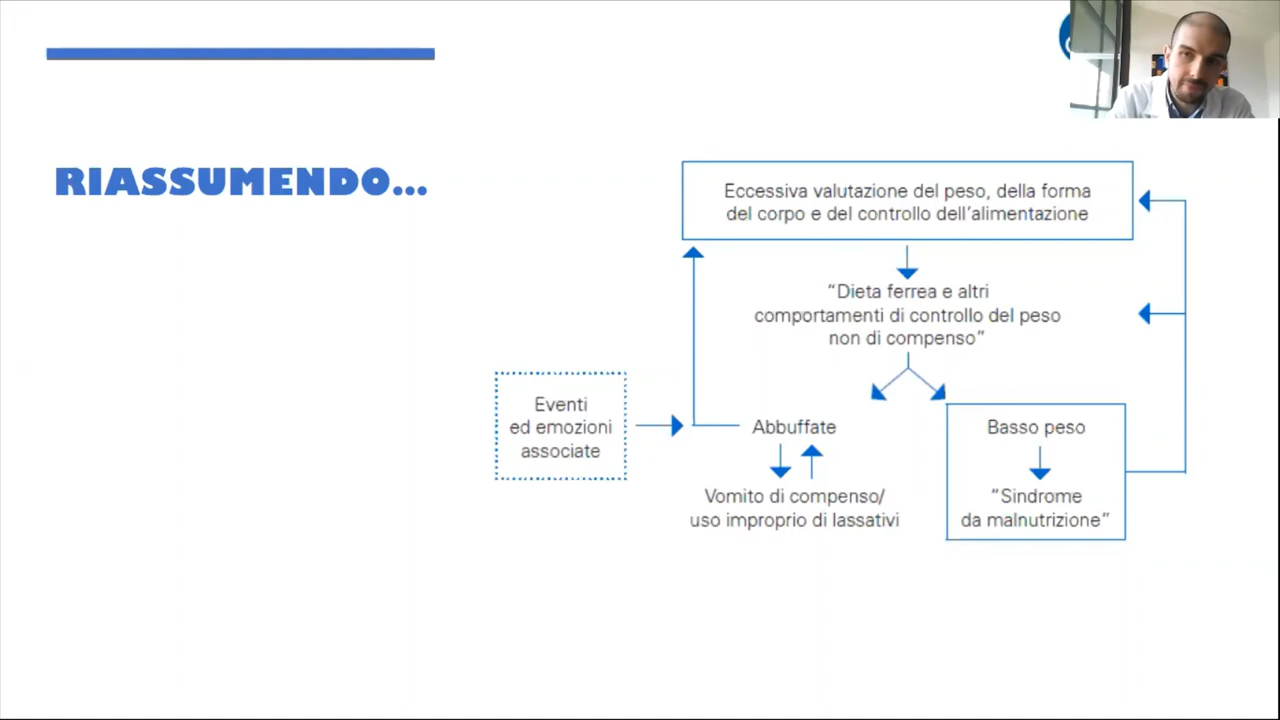 RIASSUMENDO...
Eccessiva valutazione del peso, della forma
del corpo e del controllo dell'alimentazione
“Dieta ferrea e altri
comportamenti di controllo del peso
non di compenso”
Eventi
ed emozioni
associate
Abbuffate
Basso peso
Vomito di compenso/
uso improprio di lassativi
“Sindrome
da malnutrizione”